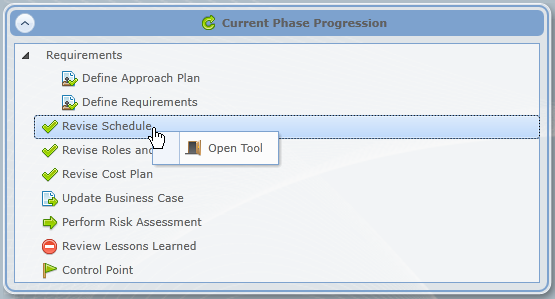 Current Phase Progression
Requirements
Define Approach Plan
Define Requirements
Revise Schedule
Open Tool
Revise Roles and
Revise Cost Plan
Update Business Case
Perform Risk Assessment
Review Lessons Learned
Control Point